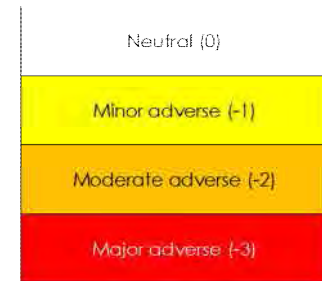 Neutral (0)
Minor adverse (-1)
Moderate adverse (-2)
Major adverse (-3)